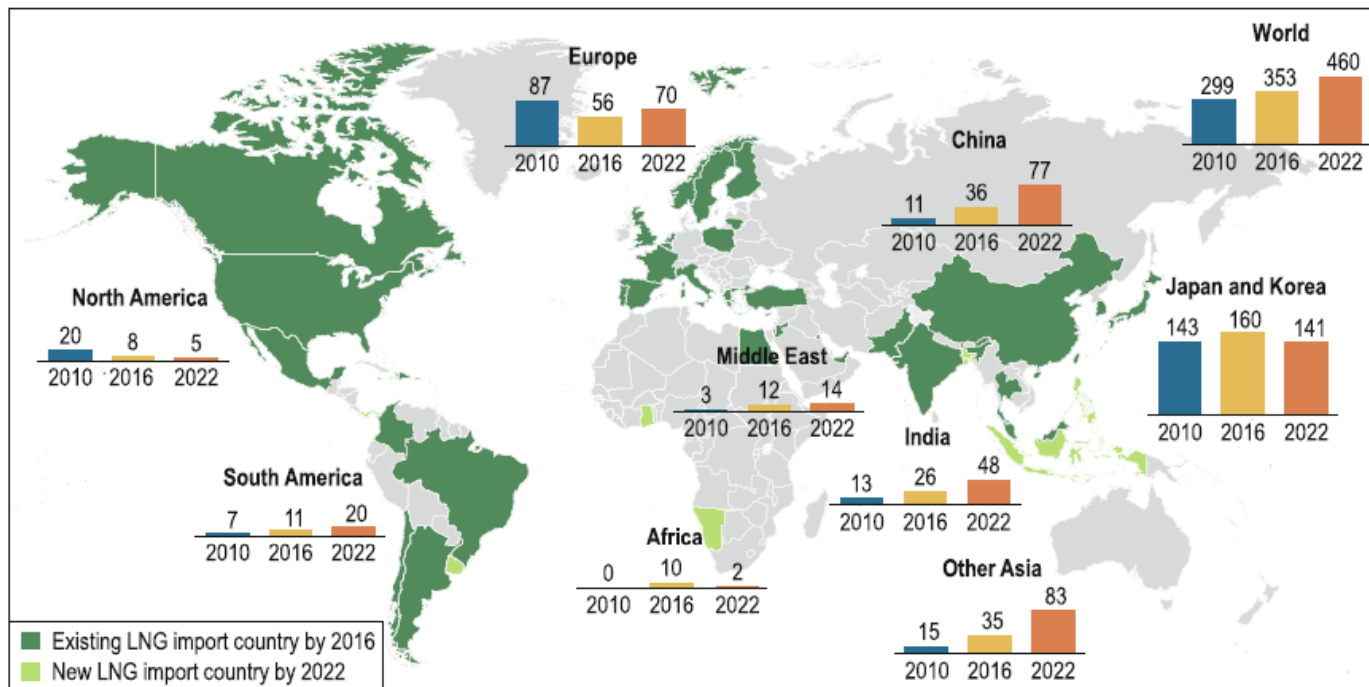 World
299 353 460
2010 2016 2022
Europe
87 56 70
2010 2016 2022
China
11 36 77
2010 2016 2022
North America
20 8 5
2010 2016 2022
Japan and Korea
143 160 141
2010 2016 2022
Middle East
3 12 14
2010 2016 2022
India
13 26 48
2010 2016 2022
South America
7 11 20
2010 2016 2022
Africa
0 10 2
2010 2016 2022
Other Asia
15 35 83
2010 2016 2022
Existing LNG import country by 2016
New LNG import country by 2022